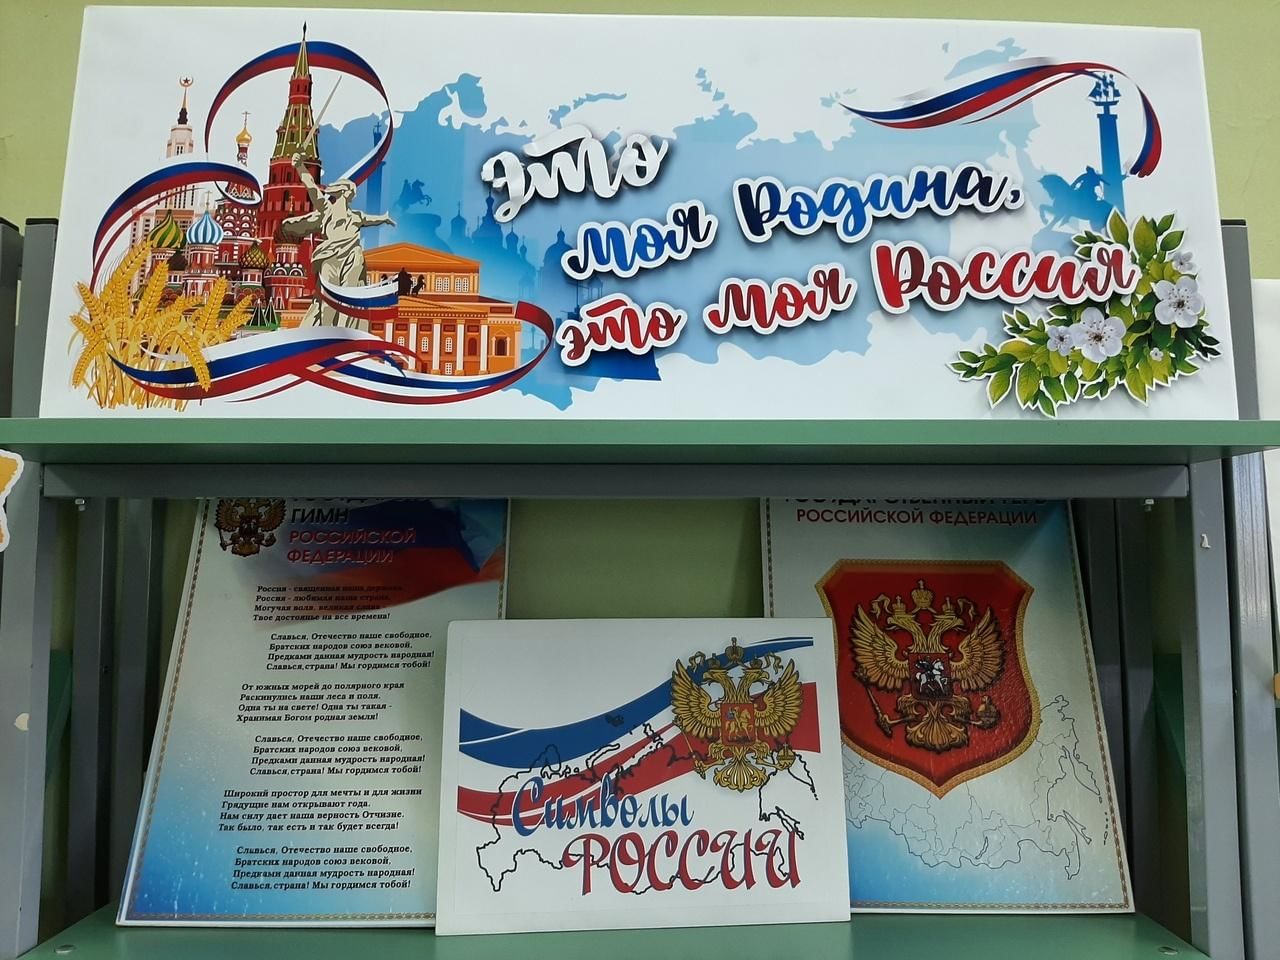 Это
моя Родина,
это моя Россия
ГИМН
РОССИЙСКОЙ
ФЕДЕРАЦИИ
Россия - священная наша держава,
Россия - любимая наша страна.
Могучая воля, великая слава -
Твое достоянье на все времена!
Славься, Отечество наше свободное,
Братских народов союз вековой,
Предками данная мудрость народная!
Славься,страна! Мы гордимся тобой!
От южных морей до полярного края
Раскинулись наши леса и поля.
Одна ты на свете! Одна ты такая -
Хранимая Богом родная земля!
Славься, Отечество наше свободное,
Братских народов союз вековой,
Предками данная мудрость народная!
Славься,страна! Мы гордимся тобой!
Широкий простор для мечты и для жизни
Грядущие нам открывают года.
Нам силу дает наша верность Отчизне.
Так было, так есть и так будет всегда!
Славься, Отечество наше свободное,
Братских народов союз вековой,
Предками данная мудрость народная!
Славься,страна! Мы гордимся тобой!
Символы
РОССИИ
ГОСУДАРСТВЕННЫЙ ГЕРБ
РОССИЙСКОЙ ФЕДЕРАЦИИ